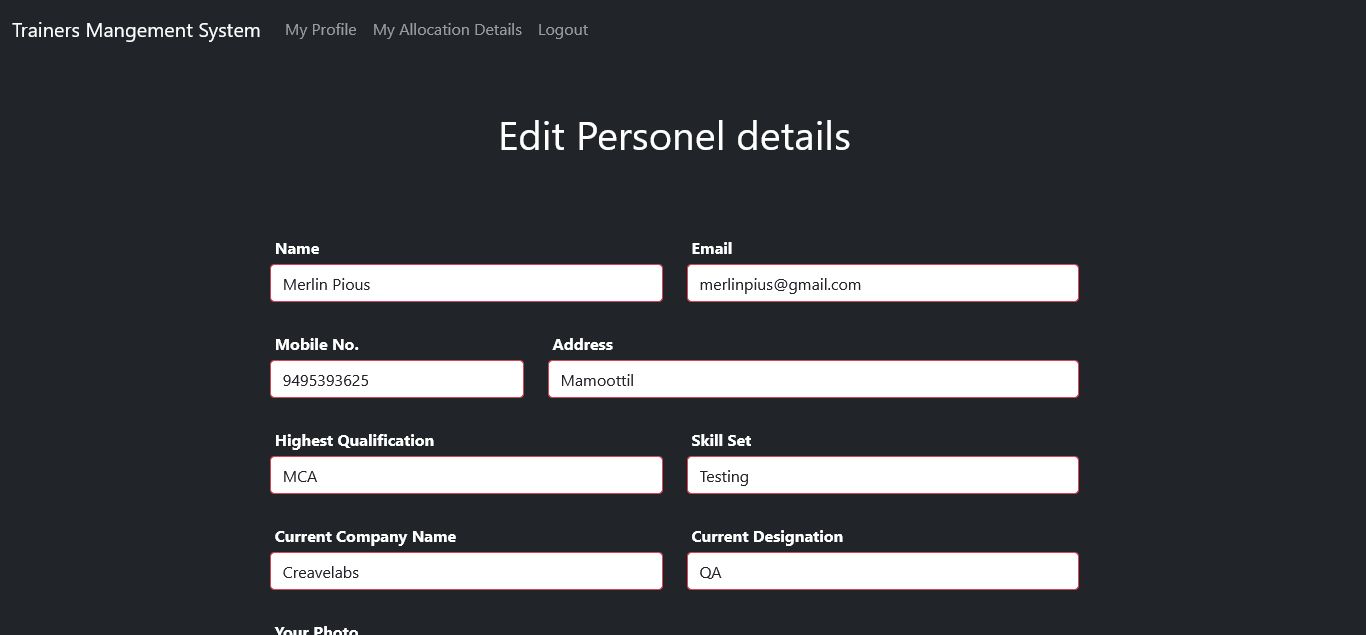 Trainers Mangement System My Profile My Allocation Details Logout
Edit Personel details
Name Email
Merlin Pious merlinpius@gmail.com
Mobile No. Address
9495393625 Mamoottil
Highest Qualification Skill Set
MCA Testing
Current Company Name Current Designation
Creavelabs QA
Your Photo